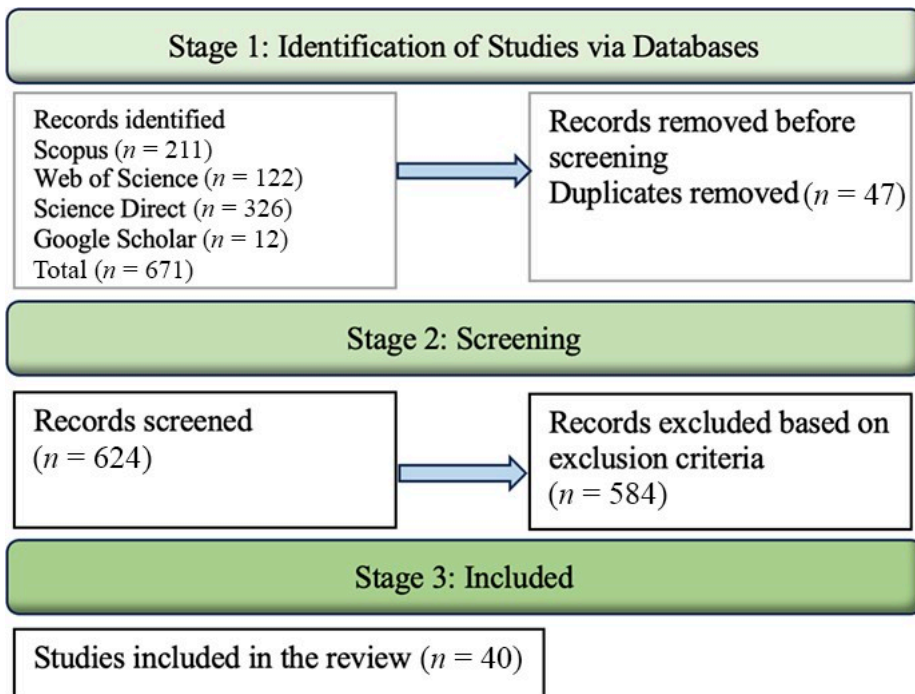 Stage 1: Identification of Studies via Databases
Records identified
Scopus (n = 211)
Web of Science (n = 122)
Science Direct (n = 326)
Google Scholar (n = 12)
Total (n = 671)
Records removed before
screening
Duplicates removed (n = 47)
Stage 2: Screening
Records screened
(n = 624)
Records excluded based on
exclusion criteria
(n = 584)
Stage 3: Included
Studies included in the review (n = 40)